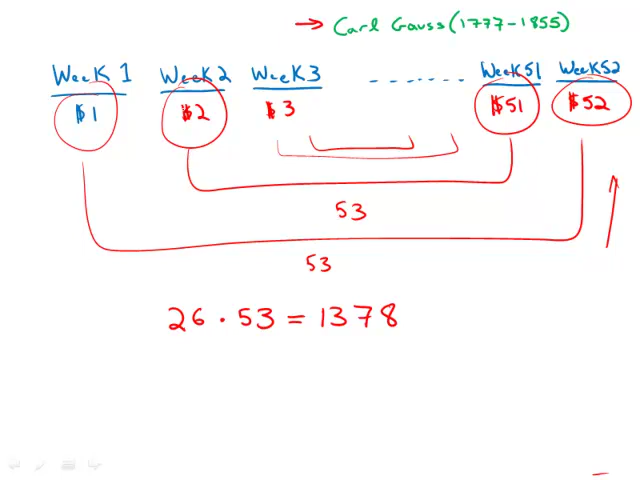 → Carl Gauss (1777-1855)
Week 1 Week 2 Week 3 ........ Week 51 Week 52
$1 $2 $3 $51 $52
53
53
26 · 53 = 1378